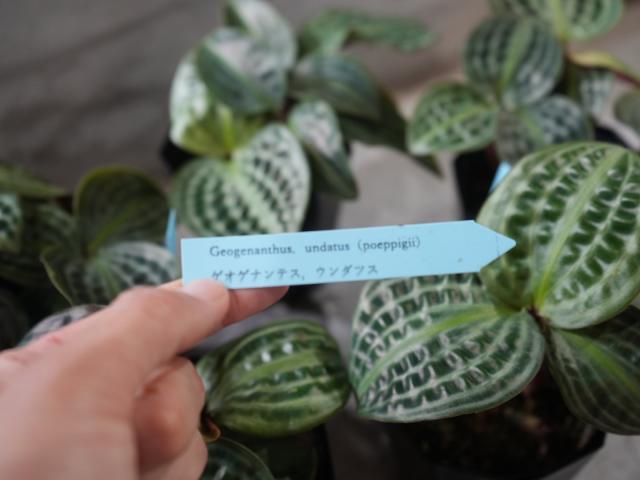 Geogenanthus, undatus (poeppigii)
ゲオゲナンテス, ウンダツス